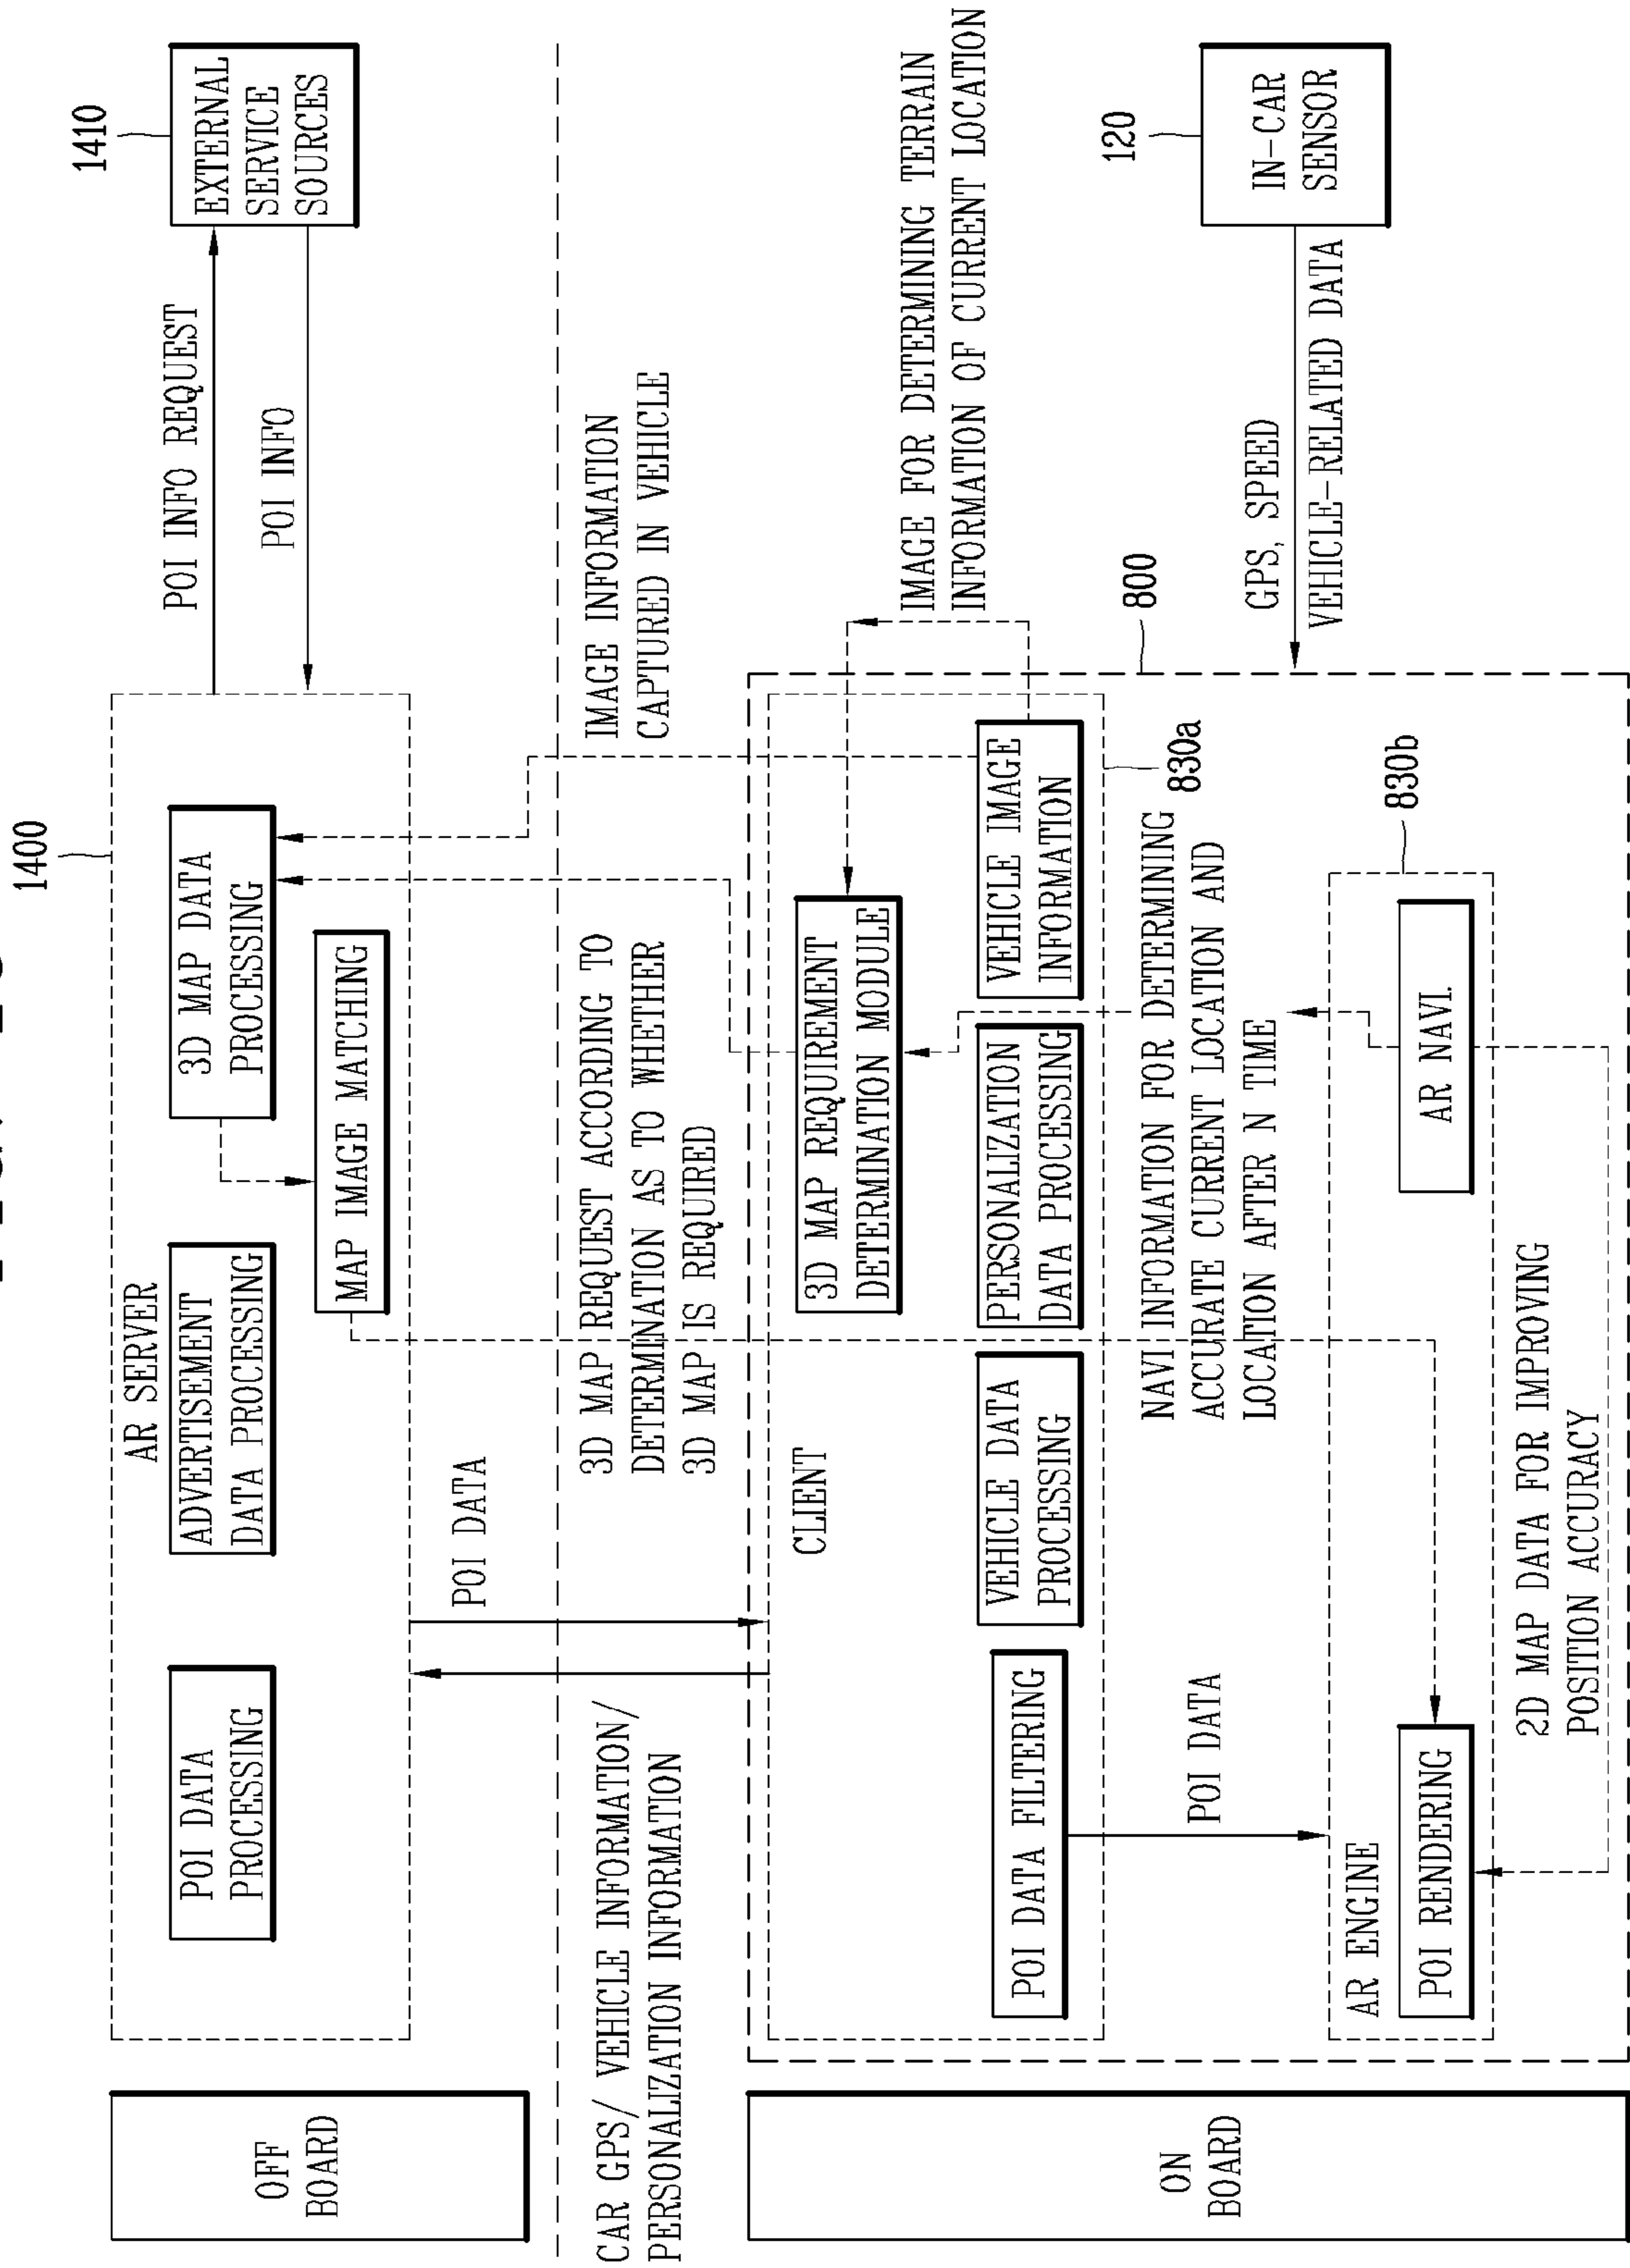 1400
1410
OFF
BOARD
AR SERVER
POI DATA
PROCESSING
ADVERTISEMENT
DATA PROCESSING
3D MAP DATA
PROCESSING
MAP IMAGE MATCHING
POI INFO REQUEST
POI INFO
EXTERNAL
SERVICE
SOURCES
POI DATA
CAR GPS/ VEHICLE INFORMATION/
PERSONALIZATION INFORMATION
3D MAP REQUEST ACCORDING TO
DETERMINATION AS TO WHETHER
3D MAP IS REQUIRED
IMAGE INFORMATION
CAPTURED IN VEHICLE
ON
BOARD
CLIENT
3D MAP REQUIREMENT
DETERMINATION MODULE
IMAGE FOR DETERMINING TERRAIN
INFORMATION OF CURRENT LOCATION
POI DATA FILTERING
VEHICLE DATA
PROCESSING
PERSONALIZATION
DATA PROCESSING
VEHICLE IMAGE
INFORMATION
800
120
830a
POI DATA
NAVI INFORMATION FOR DETERMINING
ACCURATE CURRENT LOCATION AND
LOCATION AFTER N TIME
GPS, SPEED
VEHICLE-RELATED DATA
IN-CAR
SENSOR
830b
AR ENGINE
POI RENDERING
AR NAVI.
2D MAP DATA FOR IMPROVING
POSITION ACCURACY